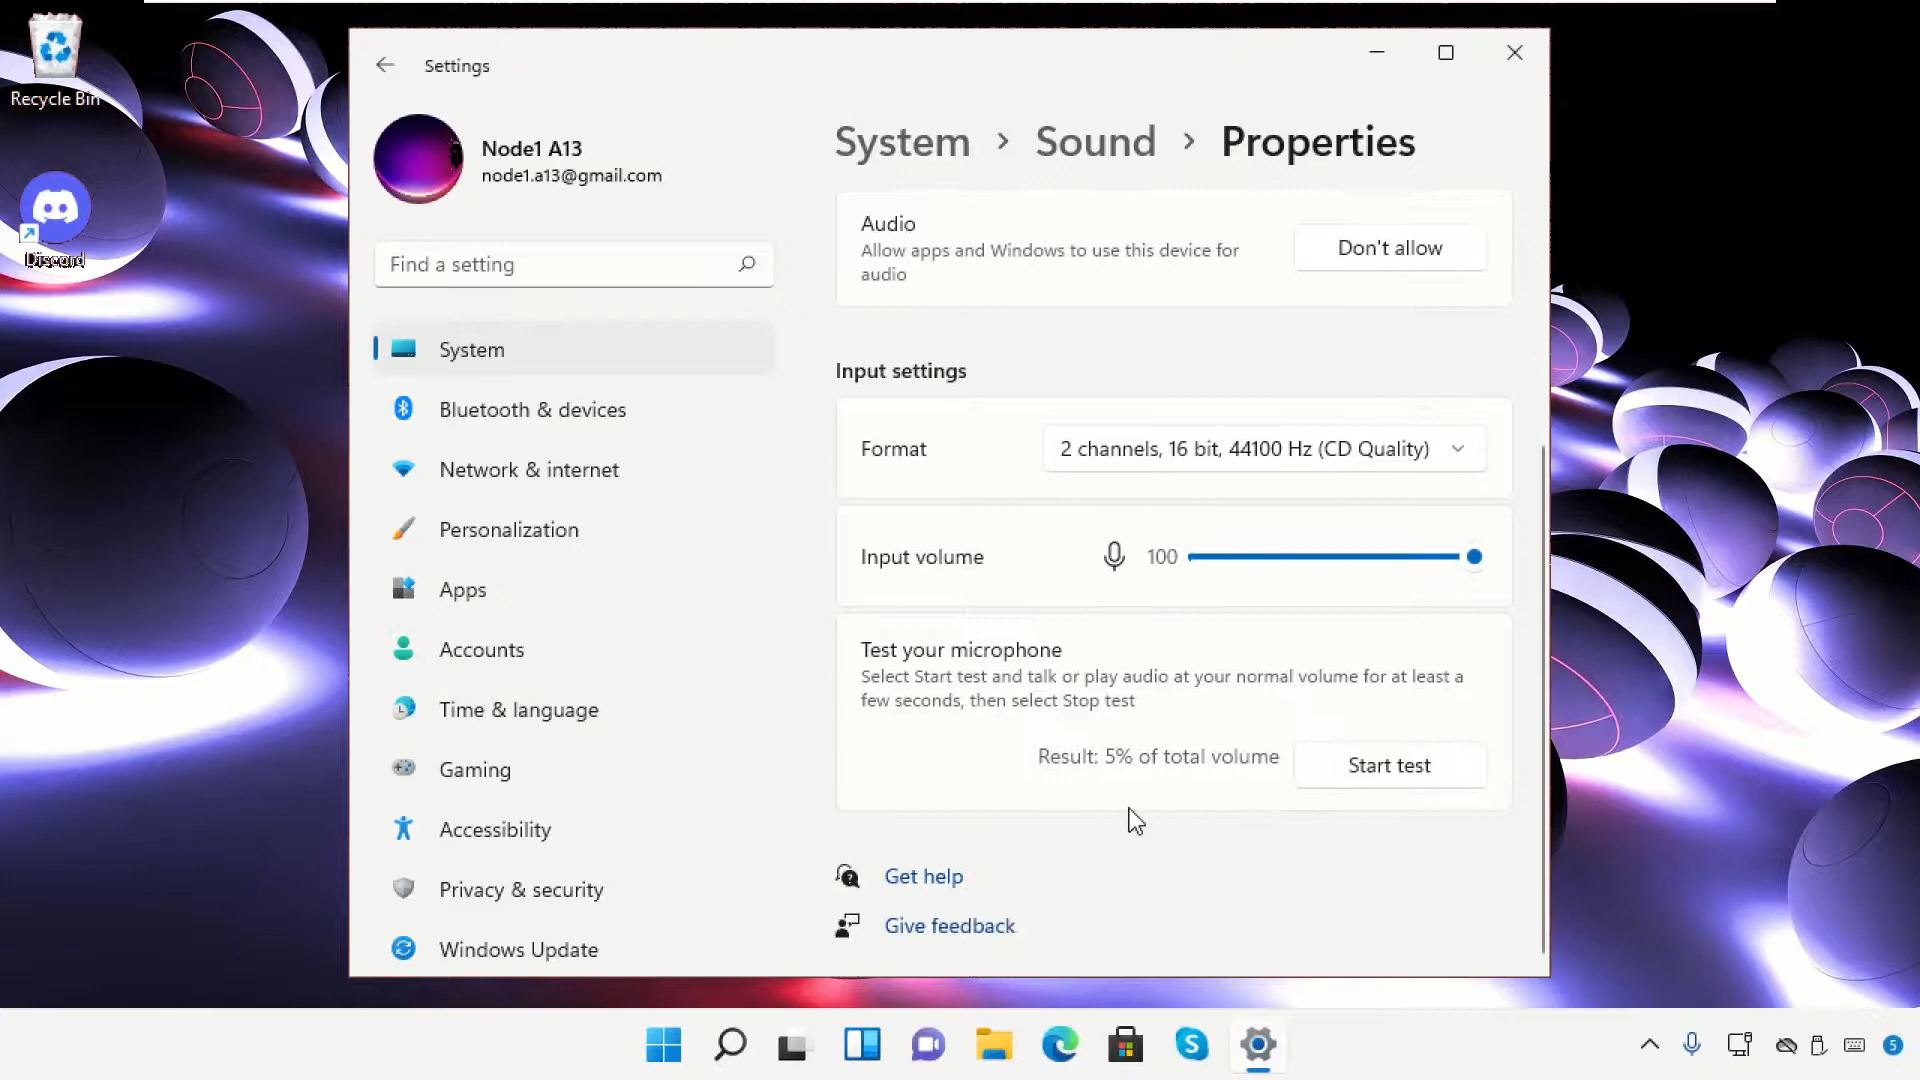 Recycle Bin
Discord
Settings
Node1 A13
node1.a13@gmail.com
Find a setting
System
Bluetooth & devices
Network & internet
Personalization
Apps
Accounts
Time & language
Gaming
Accessibility
Privacy & security
Windows Update
System › Sound › Properties
Audio
Allow apps and Windows to use this device for
audio
Don't allow
Input settings
Format
2 channels, 16 bit, 44100 Hz (CD Quality)
Input volume
100
Test your microphone
Select Start test and talk or play audio at your normal volume for at least a
few seconds, then select Stop test
Result: 5% of total volume
Start test
Get help
Give feedback
5